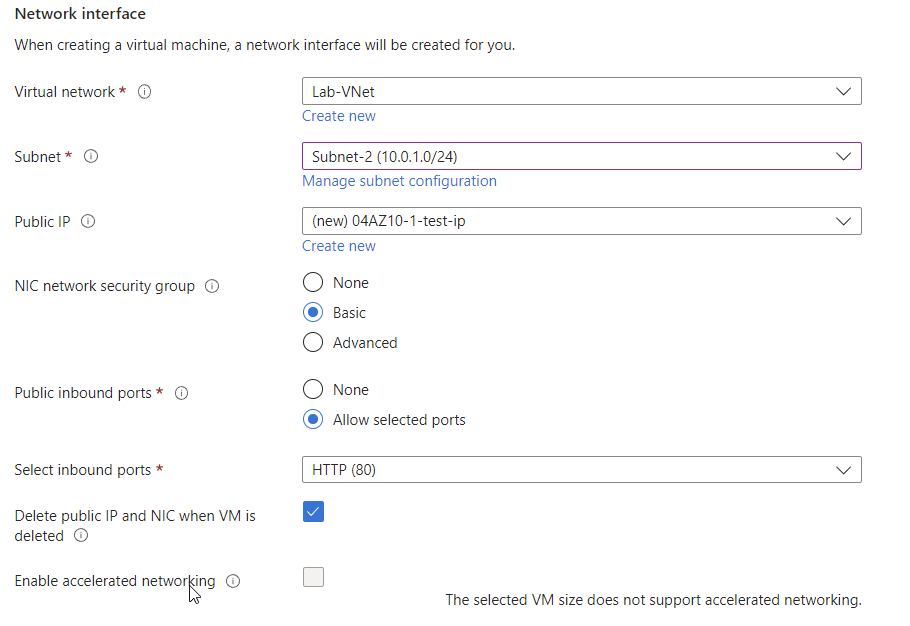 Network interface
When creating a virtual machine, a network interface will be created for you.
Virtual network *
Lab-VNet
Create new
Subnet *
Subnet-2 (10.0.1.0/24)
Manage subnet configuration
Public IP
(new) 04AZ10-1-test-ip
Create new
NIC network security group
None
Basic
Advanced
Public inbound ports *
None
Allow selected ports
Select inbound ports *
HTTP (80)
Delete public IP and NIC when VM is
deleted
Enable accelerated networking
The selected VM size does not support accelerated networking.